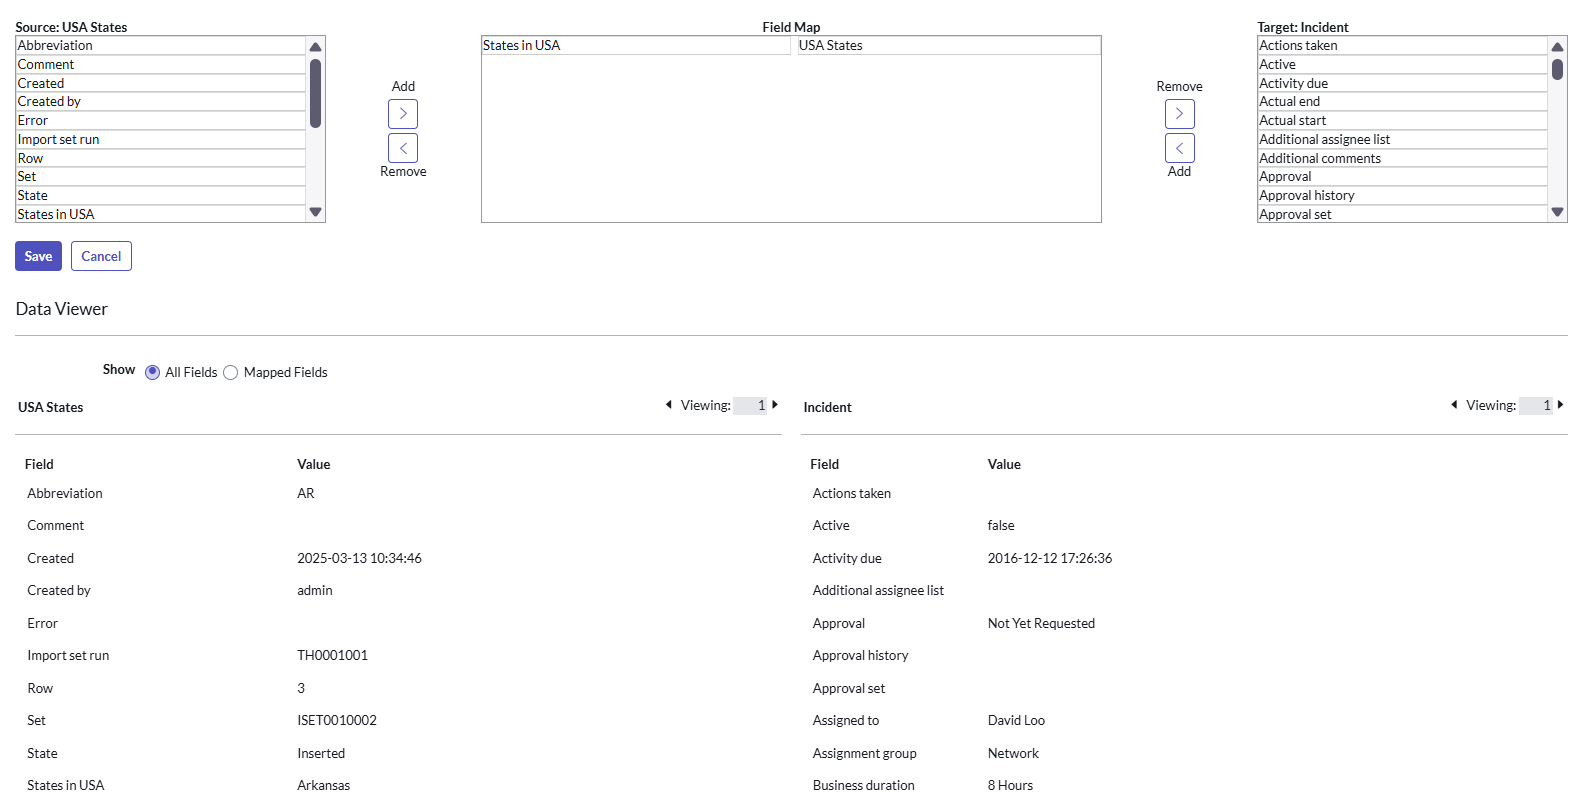 Source: USA States
Field Map
Target: Incident
Abbreviation
Comment
Created
Created by
Error
Import set run
Row
Set
State
States in USA
Add
>
<
Remove
States in USA USA States
Remove
>
<
Add
Actions taken
Active
Activity due
Actual end
Actual start
Additional assignee list
Additional comments
Approval
Approval history
Approval set
Save Cancel
Data Viewer
Show All Fields Mapped Fields
USA States Viewing: 1
Field Value
Abbreviation AR
Comment
Created 2025-03-13 10:34:46
Created by admin
Error
Import set run TH0001001
Row 3
Set ISET0010002
State Inserted
States in USA Arkansas
Incident Viewing: 1
Field Value
Actions taken
Active false
Activity due 2016-12-12 17:26:36
Additional assignee list
Approval Not Yet Requested
Approval history
Approval set
Assigned to David Loo
Assignment group Network
Business duration 8 Hours